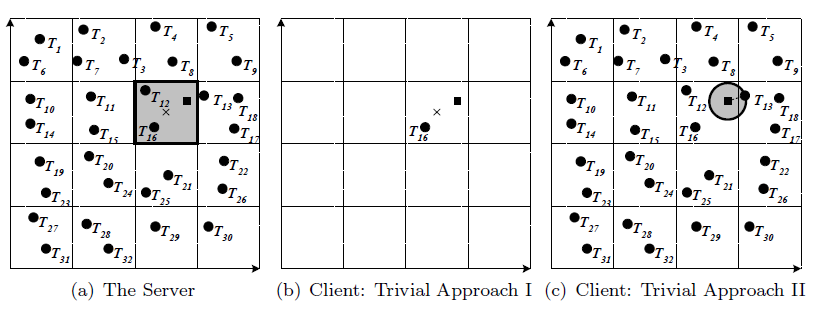 T1 T2 T4 T5
T6 T7 T3 T8 T9
T10 T11 T12 T13 T18
T14 T15 T16 T17
T19 T20 T21 T22
T23 T24 T25 T26
T27 T28 T29 T30
T31 T32
(a) The Server
T16
(b) Client: Trivial Approach I
T1 T2 T4 T5
T6 T7 T3 T8 T9
T10 T11 T12 T13 T18
T14 T15 T16 T17
T19 T20 T21 T22
T23 T24 T25 T26
T27 T28 T29 T30
T31 T32
(c) Client: Trivial Approach II